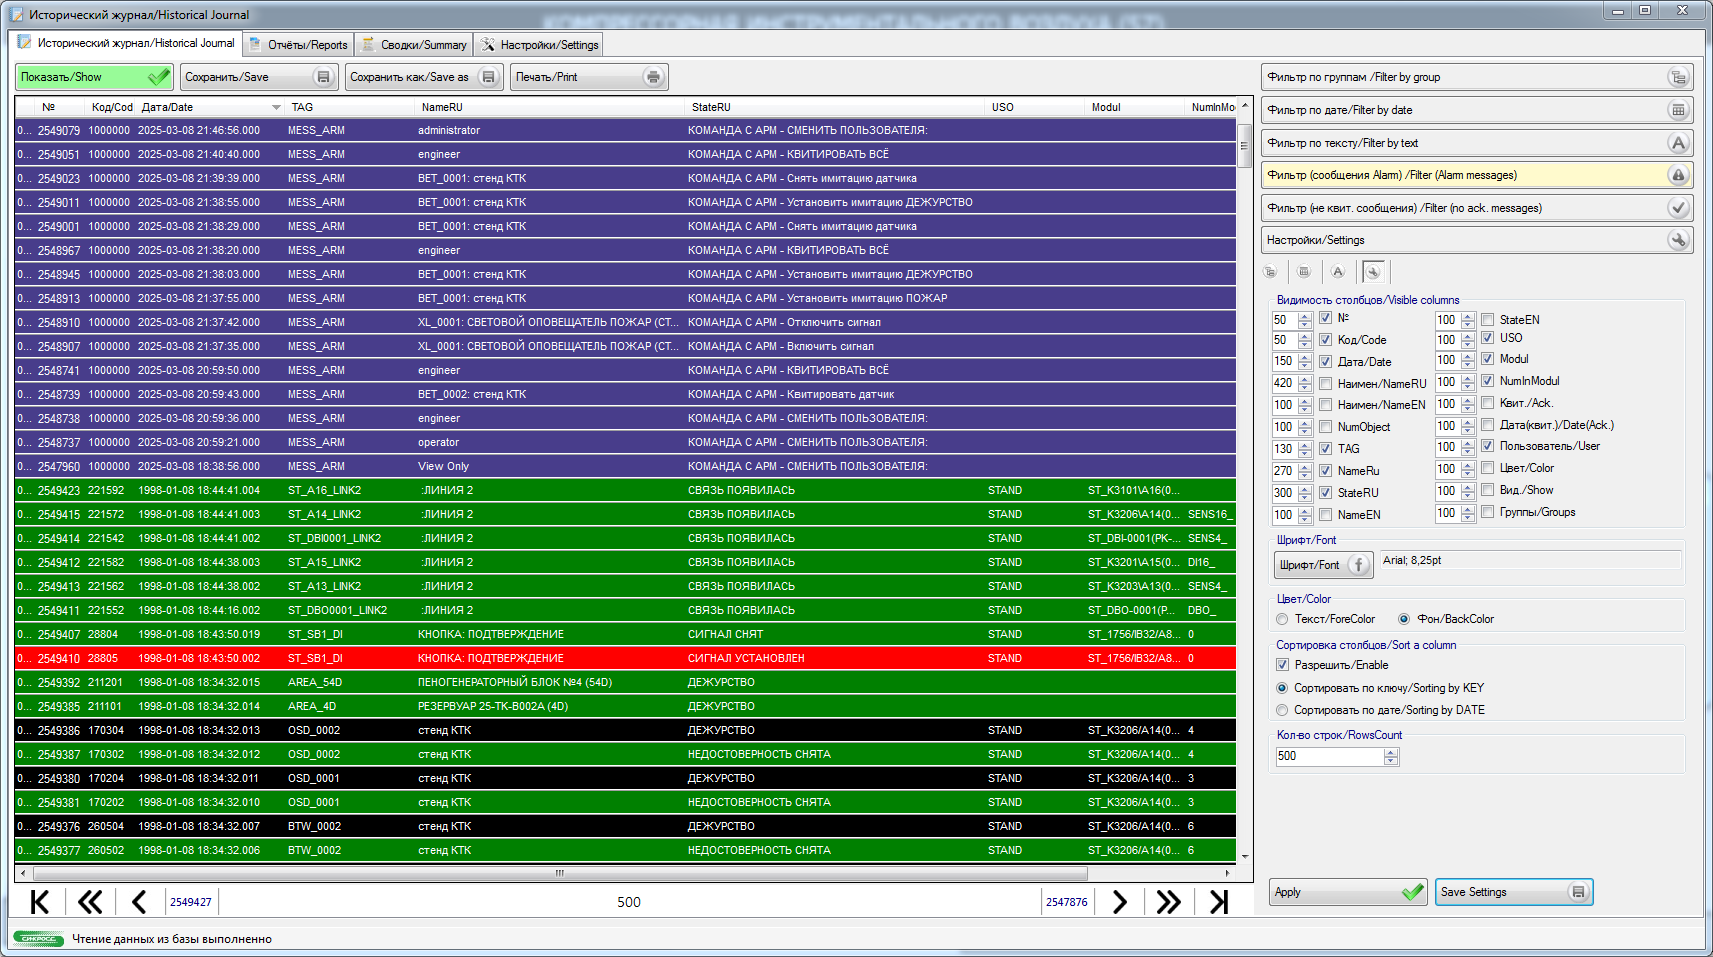 Исторический журнал/Historical Journal
КОМПРЕССОРНАЯ ИНСТРУМЕНТАЛЬНОГО ВОЗДУХА (57)
Исторический журнал/Historical Journal Отчёты/Reports Сводки/Summary Настройки/Settings
Показать/Show Сохранить/Save Сохранить как/Save as Печать/Print
№ Код/Cod Дата/Date TAG NameRU StateRU USO Modul NumInMo
0... 2549079 1000000 2025-03-08 21:46:56.000 MESS_ARM administrator КОМАНДА С АРМ - СМЕНИТЬ ПОЛЬЗОВАТЕЛЯ:
0... 2549051 1000000 2025-03-08 21:40:40.000 MESS_ARM engineer КОМАНДА С АРМ - КВИТИРОВАТЬ ВСЁ
0... 2549023 1000000 2025-03-08 21:39:39.000 MESS_ARM BET_0001: стенд КТК КОМАНДА С АРМ - Снять имитацию датчика
0... 2549011 1000000 2025-03-08 21:38:55.000 MESS_ARM BET_0001: стенд КТК КОМАНДА С АРМ - Установить имитацию ДЕЖУРСТВО
0... 2549001 1000000 2025-03-08 21:38:29.000 MESS_ARM BET_0001: стенд КТК КОМАНДА С АРМ - Снять имитацию датчика
0... 2548967 1000000 2025-03-08 21:38:20.000 MESS_ARM engineer КОМАНДА С АРМ - КВИТИРОВАТЬ ВСЁ
0... 2548945 1000000 2025-03-08 21:38:03.000 MESS_ARM BET_0001: стенд КТК КОМАНДА С АРМ - Установить имитацию ДЕЖУРСТВО
0... 2548913 1000000 2025-03-08 21:37:55.000 MESS_ARM BET_0001: стенд КТК КОМАНДА С АРМ - Установить имитацию ПОЖАР
0... 2548910 1000000 2025-03-08 21:37:42.000 MESS_ARM XL_0001: СВЕТОВОЙ ОПОВЕЩАТЕЛЬ ПОЖАР (СТ... КОМАНДА С АРМ - Отключить сигнал
0... 2548907 1000000 2025-03-08 21:37:35.000 MESS_ARM XL_0001: СВЕТОВОЙ ОПОВЕЩАТЕЛЬ ПОЖАР (СТ... КОМАНДА С АРМ - Включить сигнал
0... 2548741 1000000 2025-03-08 20:59:50.000 MESS_ARM engineer КОМАНДА С АРМ - КВИТИРОВАТЬ ВСЁ
0... 2548739 1000000 2025-03-08 20:59:43.000 MESS_ARM BET_0002: стенд КТК КОМАНДА С АРМ - Квитировать датчик
0... 2548738 1000000 2025-03-08 20:59:36.000 MESS_ARM engineer КОМАНДА С АРМ - СМЕНИТЬ ПОЛЬЗОВАТЕЛЯ:
0... 2548737 1000000 2025-03-08 20:59:21.000 MESS_ARM operator КОМАНДА С АРМ - СМЕНИТЬ ПОЛЬЗОВАТЕЛЯ:
0... 2547960 1000000 2025-03-08 18:38:56.000 MESS_ARM View Only КОМАНДА С АРМ - СМЕНИТЬ ПОЛЬЗОВАТЕЛЯ:
0... 2549423 221592 1998-01-08 18:44:41.004 ST_A16_LINK2 :ЛИНИЯ 2 СВЯЗЬ ПОЯВИЛАСЬ STAND ST_K3101\A16(0...
0... 2549415 221572 1998-01-08 18:44:41.003 ST_A14_LINK2 :ЛИНИЯ 2 СВЯЗЬ ПОЯВИЛАСЬ STAND ST_K3206\A14(0... SENS16_
0... 2549414 221542 1998-01-08 18:44:41.002 ST_DBI0001_LINK2 :ЛИНИЯ 2 СВЯЗЬ ПОЯВИЛАСЬ STAND ST_DBI-0001(PK-... SENS4_
0... 2549412 221582 1998-01-08 18:44:38.003 ST_A15_LINK2 :ЛИНИЯ 2 СВЯЗЬ ПОЯВИЛАСЬ STAND ST_K3201\A15(0... DI16_
0... 2549413 221562 1998-01-08 18:44:38.002 ST_A13_LINK2 :ЛИНИЯ 2 СВЯЗЬ ПОЯВИЛАСЬ STAND ST_K3203\A13(0... SENS4_
0... 2549411 221552 1998-01-08 18:44:16.002 ST_DBO0001_LINK2 :ЛИНИЯ 2 СВЯЗЬ ПОЯВИЛАСЬ STAND ST_DBO-0001(P... DBO_
0... 2549407 28804 1998-01-08 18:43:50.019 ST_SB1_DI КНОПКА: ПОДТВЕРЖДЕНИЕ СИГНАЛ СНЯТ STAND ST_1756/IB32/A8... 0
0... 2549410 28805 1998-01-08 18:43:50.002 ST_SB1_DI КНОПКА: ПОДТВЕРЖДЕНИЕ СИГНАЛ УСТАНОВЛЕН STAND ST_1756/IB32/A8... 0
0... 2549392 211201 1998-01-08 18:34:32.015 AREA_54D ПЕНОГЕНЕРАТОРНЫЙ БЛОК №4 (54D) ДЕЖУРСТВО
0... 2549385 211101 1998-01-08 18:34:32.014 AREA_4D РЕЗЕРВУАР 25-TK-B002A (4D) ДЕЖУРСТВО
0... 2549386 170304 1998-01-08 18:34:32.013 OSD_0002 стенд КТК ДЕЖУРСТВО STAND ST_K3206/A14(0... 4
0... 2549387 170302 1998-01-08 18:34:32.012 OSD_0002 стенд КТК НЕДОСТОВЕРНОСТЬ СНЯТА STAND ST_K3206/A14(0... 4
0... 2549380 170204 1998-01-08 18:34:32.011 OSD_0001 стенд КТК ДЕЖУРСТВО STAND ST_K3206/A14(0... 3
0... 2549381 170202 1998-01-08 18:34:32.010 OSD_0001 стенд КТК НЕДОСТОВЕРНОСТЬ СНЯТА STAND ST_K3206/A14(0... 3
0... 2549376 260504 1998-01-08 18:34:32.007 BTW_0002 стенд КТК ДЕЖУРСТВО STAND ST_K3206/A14(0... 6
0... 2549377 260502 1998-01-08 18:34:32.006 BTW_0002 стенд КТК НЕДОСТОВЕРНОСТЬ СНЯТА STAND ST_K3206/A14(0... 6
2549427 500 2547876
Чтение данных из базы выполненно
Фильтр по группам /Filter by group
Фильтр по дате/Filter by date
Фильтр по тексту/Filter by text
Фильтр (сообщения Alarm) /Filter (Alarm messages)
Фильтр (не квит. сообщения) /Filter (no ack. messages)
Настройки/Settings
Видимость столбцов/Visible columns
50 № 100 StateEN
50 Код/Code 100 USO
150 Дата/Date 100 Modul
420 Наимен/NameRU 100 NumInModul
100 Наимен/NameEN 100 Квит./Ack.
100 NumObject 100 Дата(квит.)/Date(Ack.)
130 TAG 100 Пользователь/User
270 NameRu 100 Цвет/Color
300 StateRU 100 Вид./Show
100 NameEN 100 Группы/Groups
Шрифт/Font
Шрифт/Font Arial; 8,25pt
Цвет/Color
Текст/ForeColor Фон/BackColor
Сортировка столбцов/Sort a column
Разрешить/Enable
Сортировать по ключу/Sorting by KEY
Сортировать по дате/Sorting by DATE
Кол-во строк/RowsCount
500
Apply Save Settings